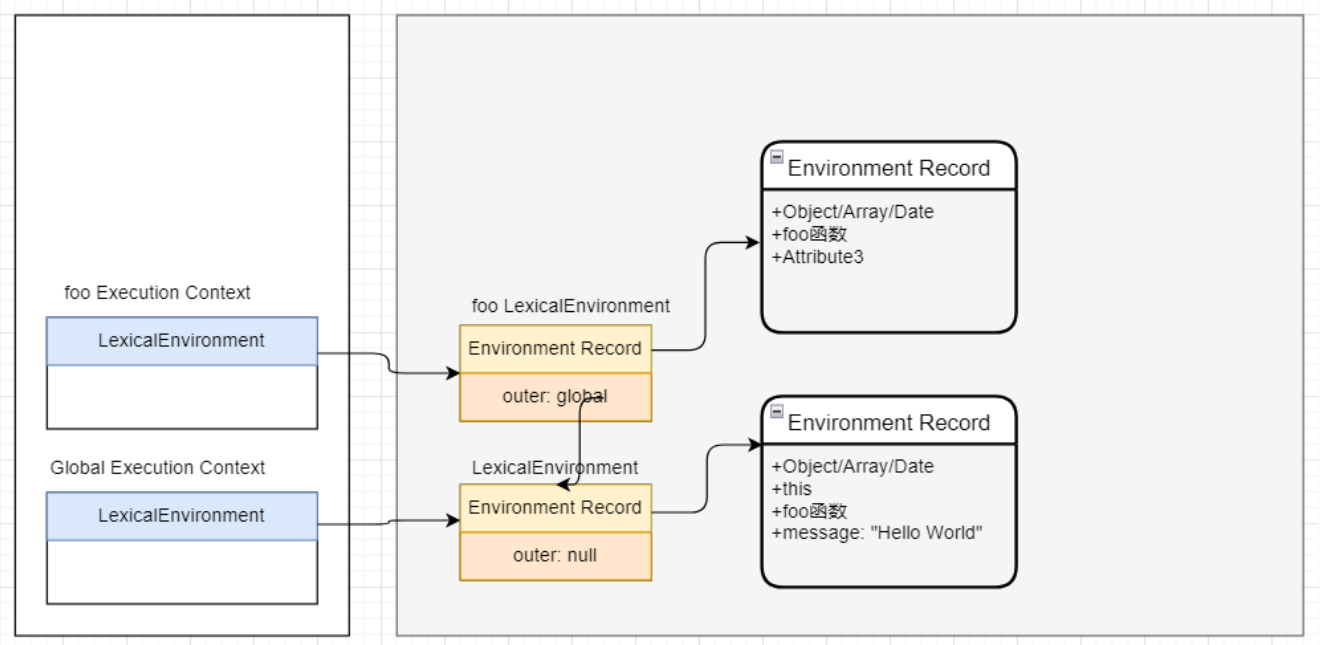 foo Execution Context
LexicalEnvironment
Global Execution Context
LexicalEnvironment
foo LexicalEnvironment
Environment Record
outer: global
LexicalEnvironment
Environment Record
outer: null
Environment Record
+Object/Array/Date
+foo函数
+Attribute3
Environment Record
+Object/Array/Date
+this
+foo函数
+message: "Hello World"